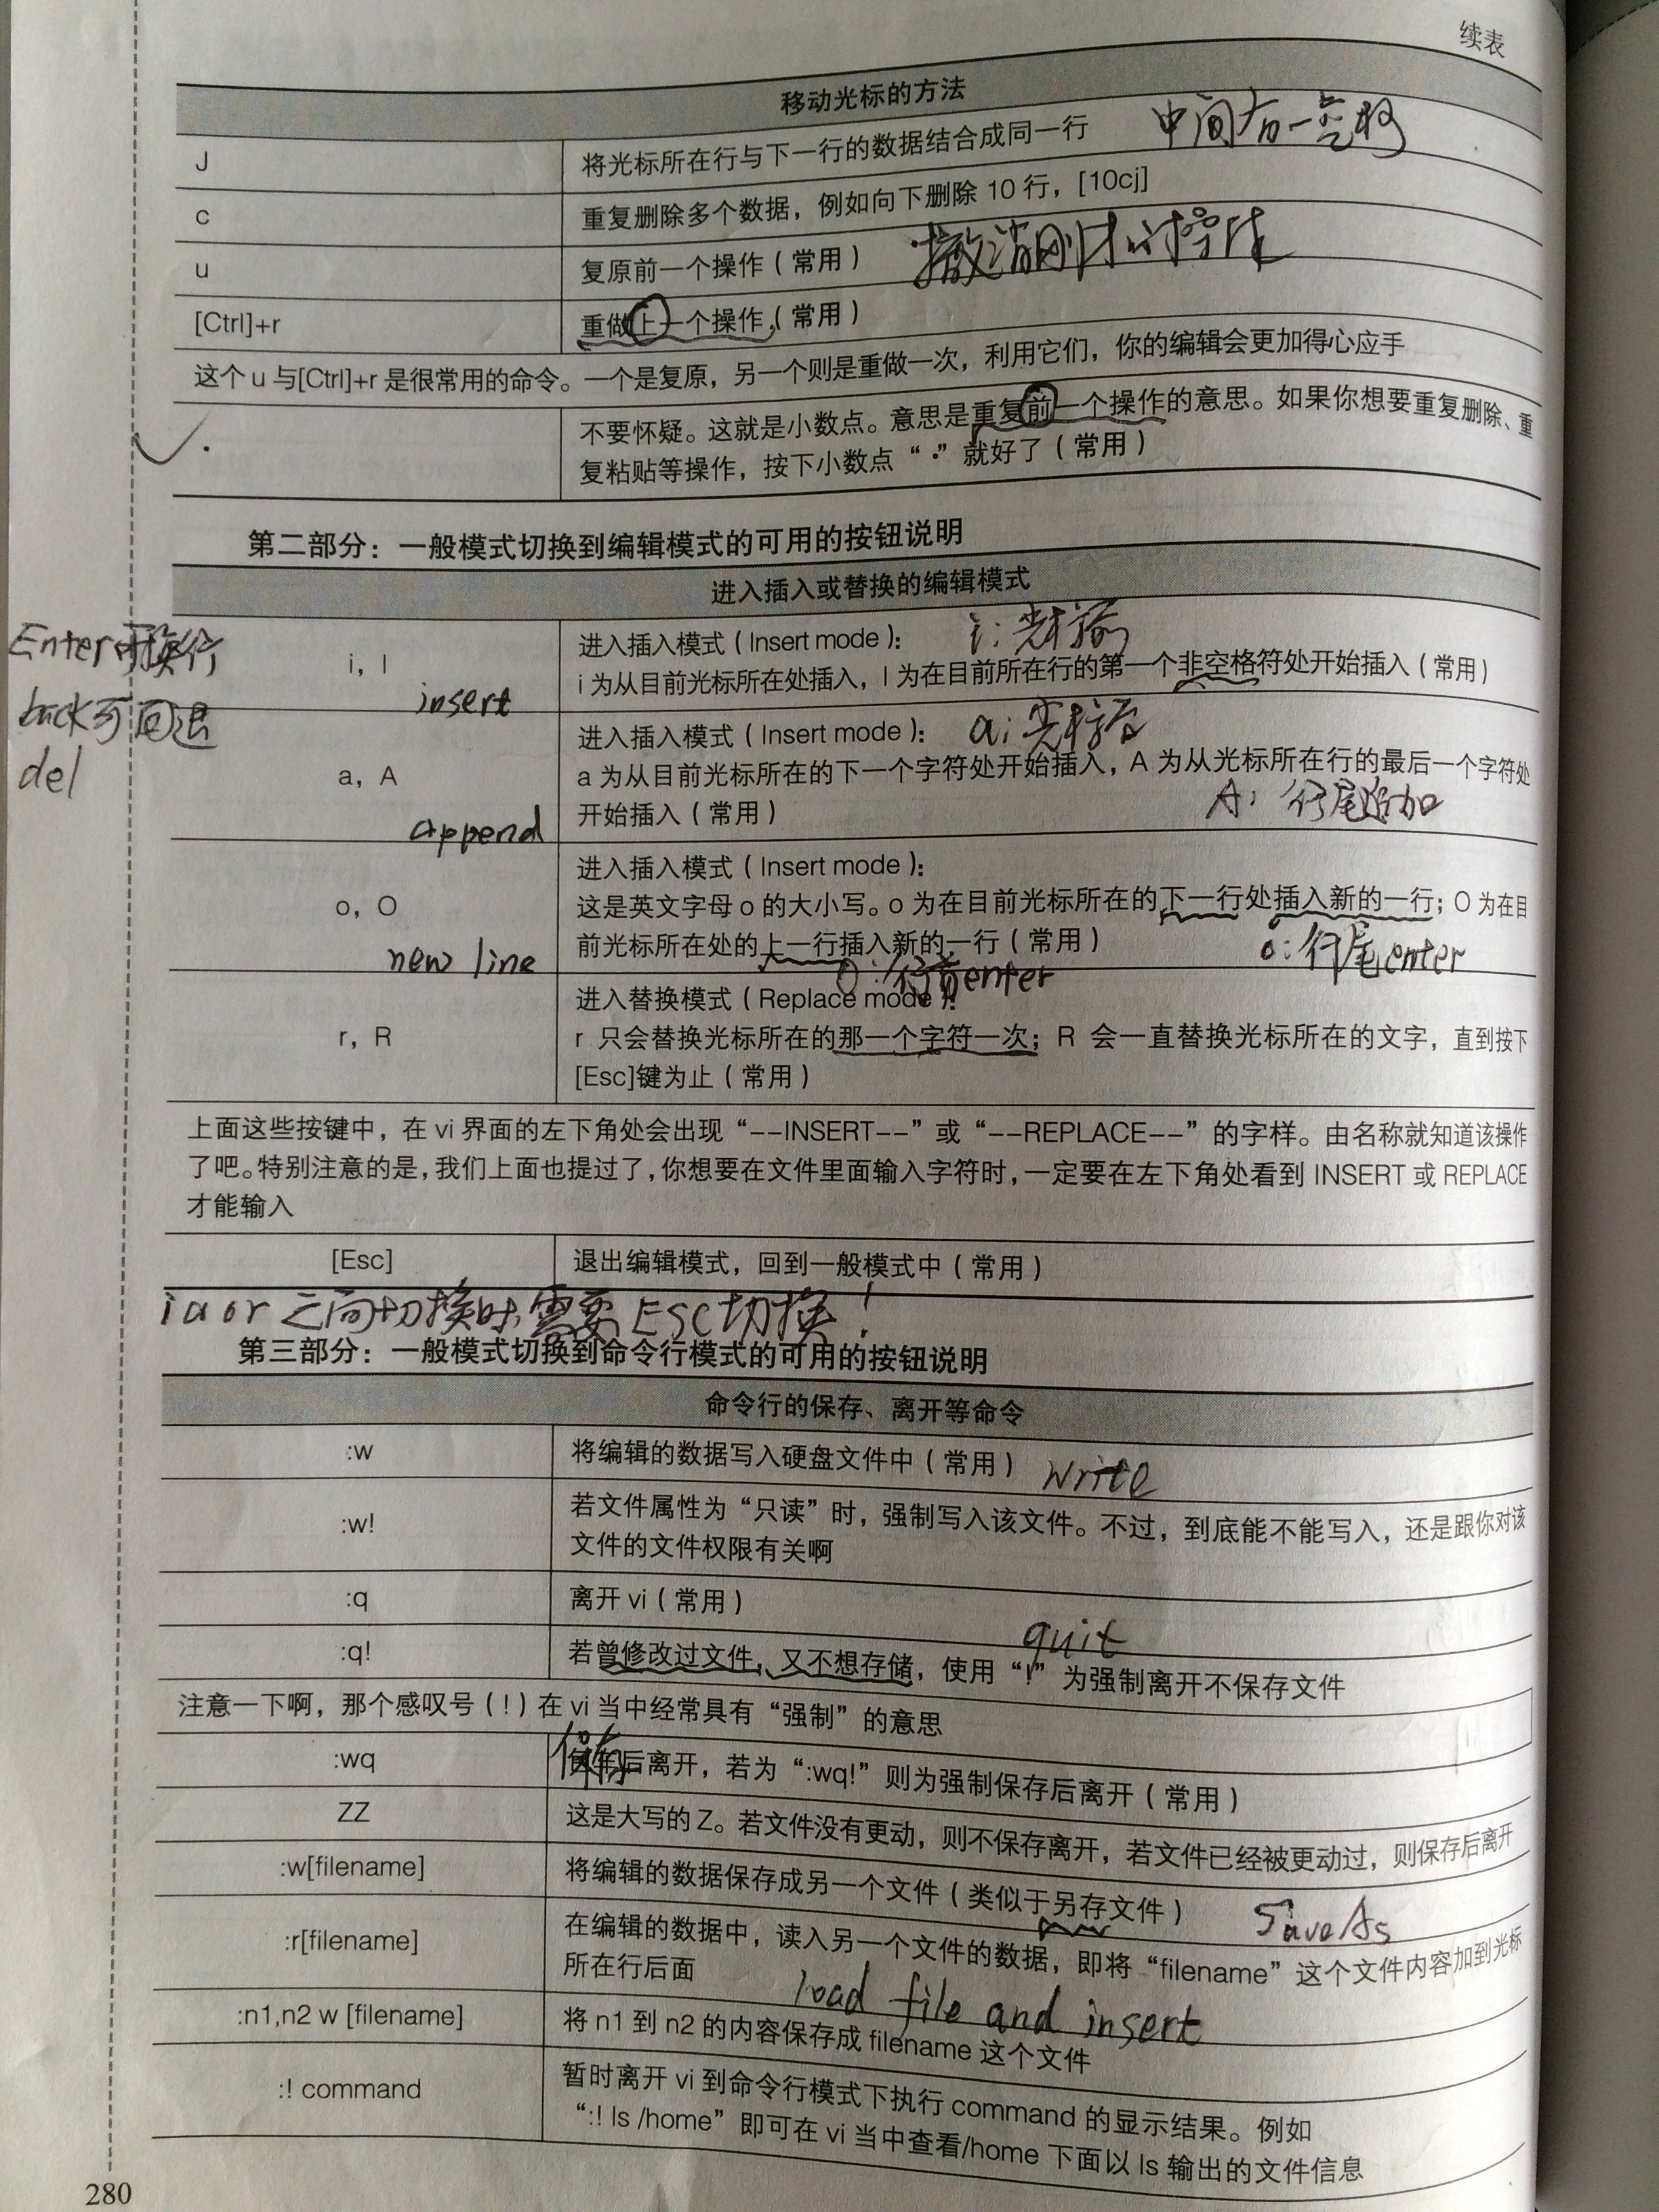 续表
移动光标的方法
J 将光标所在行与下一行的数据结合成同一行 中间有一空格
c 重复删除多个数据，例如向下删除 10 行，[10cj]
u 复原前一个操作（常用） 撤消刚才的操作
[Ctrl]+r 重做上一个操作（常用）
这个 u 与[Ctrl]+r 是很常用的命令。一个是复原，另一个则是重做一次，利用它们，你的编辑会更加得心应手
. 不要怀疑。这就是小数点。意思是重复前一个操作的意思。如果你想要重复删除、重
复粘贴等操作，按下小数点“.”就好了（常用）
第二部分：一般模式切换到编辑模式的可用的按钮说明
进入插入或替换的编辑模式
Enter可换行
back可回退
del
i，I insert
进入插入模式（Insert mode）： i：光标前
i 为从目前光标所在处插入，I 为在目前所在行的第一个非空格符处开始插入（常用）
a，A append
进入插入模式（Insert mode）： a：光标后
a 为从目前光标所在的下一个字符处开始插入，A 为从光标所在行的最后一个字符处
开始插入（常用） A：行尾追加
o，O new line
进入插入模式（Insert mode）：
这是英文字母 o 的大小写。o 为在目前光标所在的下一行处插入新的一行；O 为在目
前光标所在处的上一行插入新的一行（常用） o：行尾enter
O：行首enter
r，R
进入替换模式（Replace mode）：
r 只会替换光标所在的那一个字符一次；R 会一直替换光标所在的文字，直到按下
[Esc]键为止（常用）
上面这些按键中，在 vi 界面的左下角处会出现“--INSERT--”或“--REPLACE--”的字样。由名称就知道该操作
了吧。特别注意的是，我们上面也提过了，你想要在文件里面输入字符时，一定要在左下角处看到 INSERT 或 REPLACE
才能输入
[Esc] 退出编辑模式，回到一般模式中（常用）
iaor 之间切换时，需要Esc切换！
第三部分：一般模式切换到命令行模式的可用的按钮说明
命令行的保存、离开等命令
:w 将编辑的数据写入硬盘文件中（常用） write
:w! 若文件属性为“只读”时，强制写入该文件。不过，到底能不能写入，还是跟你对该
文件的文件权限有关啊
:q 离开 vi（常用）
quit
:q! 若曾修改过文件，又不想存储，使用“!”为强制离开不保存文件
注意一下啊，那个感叹号（!）在 vi 当中经常具有“强制”的意思
:wq 保存后离开，若为“:wq!”则为强制保存后离开（常用）
ZZ 这是大写的 Z。若文件没有更动，则不保存离开，若文件已经被更动过，则保存后离开
:w[filename] 将编辑的数据保存成另一个文件（类似于另存文件） SaveAs
:r[filename] 在编辑的数据中，读入另一个文件的数据，即将“filename”这个文件内容加到光标
所在行后面 load file and insert
:n1,n2 w [filename] 将 n1 到 n2 的内容保存成 filename 这个文件
:! command 暂时离开 vi 到命令行模式下执行 command 的显示结果。例如
“:! ls /home”即可在 vi 当中查看/home 下面以 ls 输出的文件信息
280